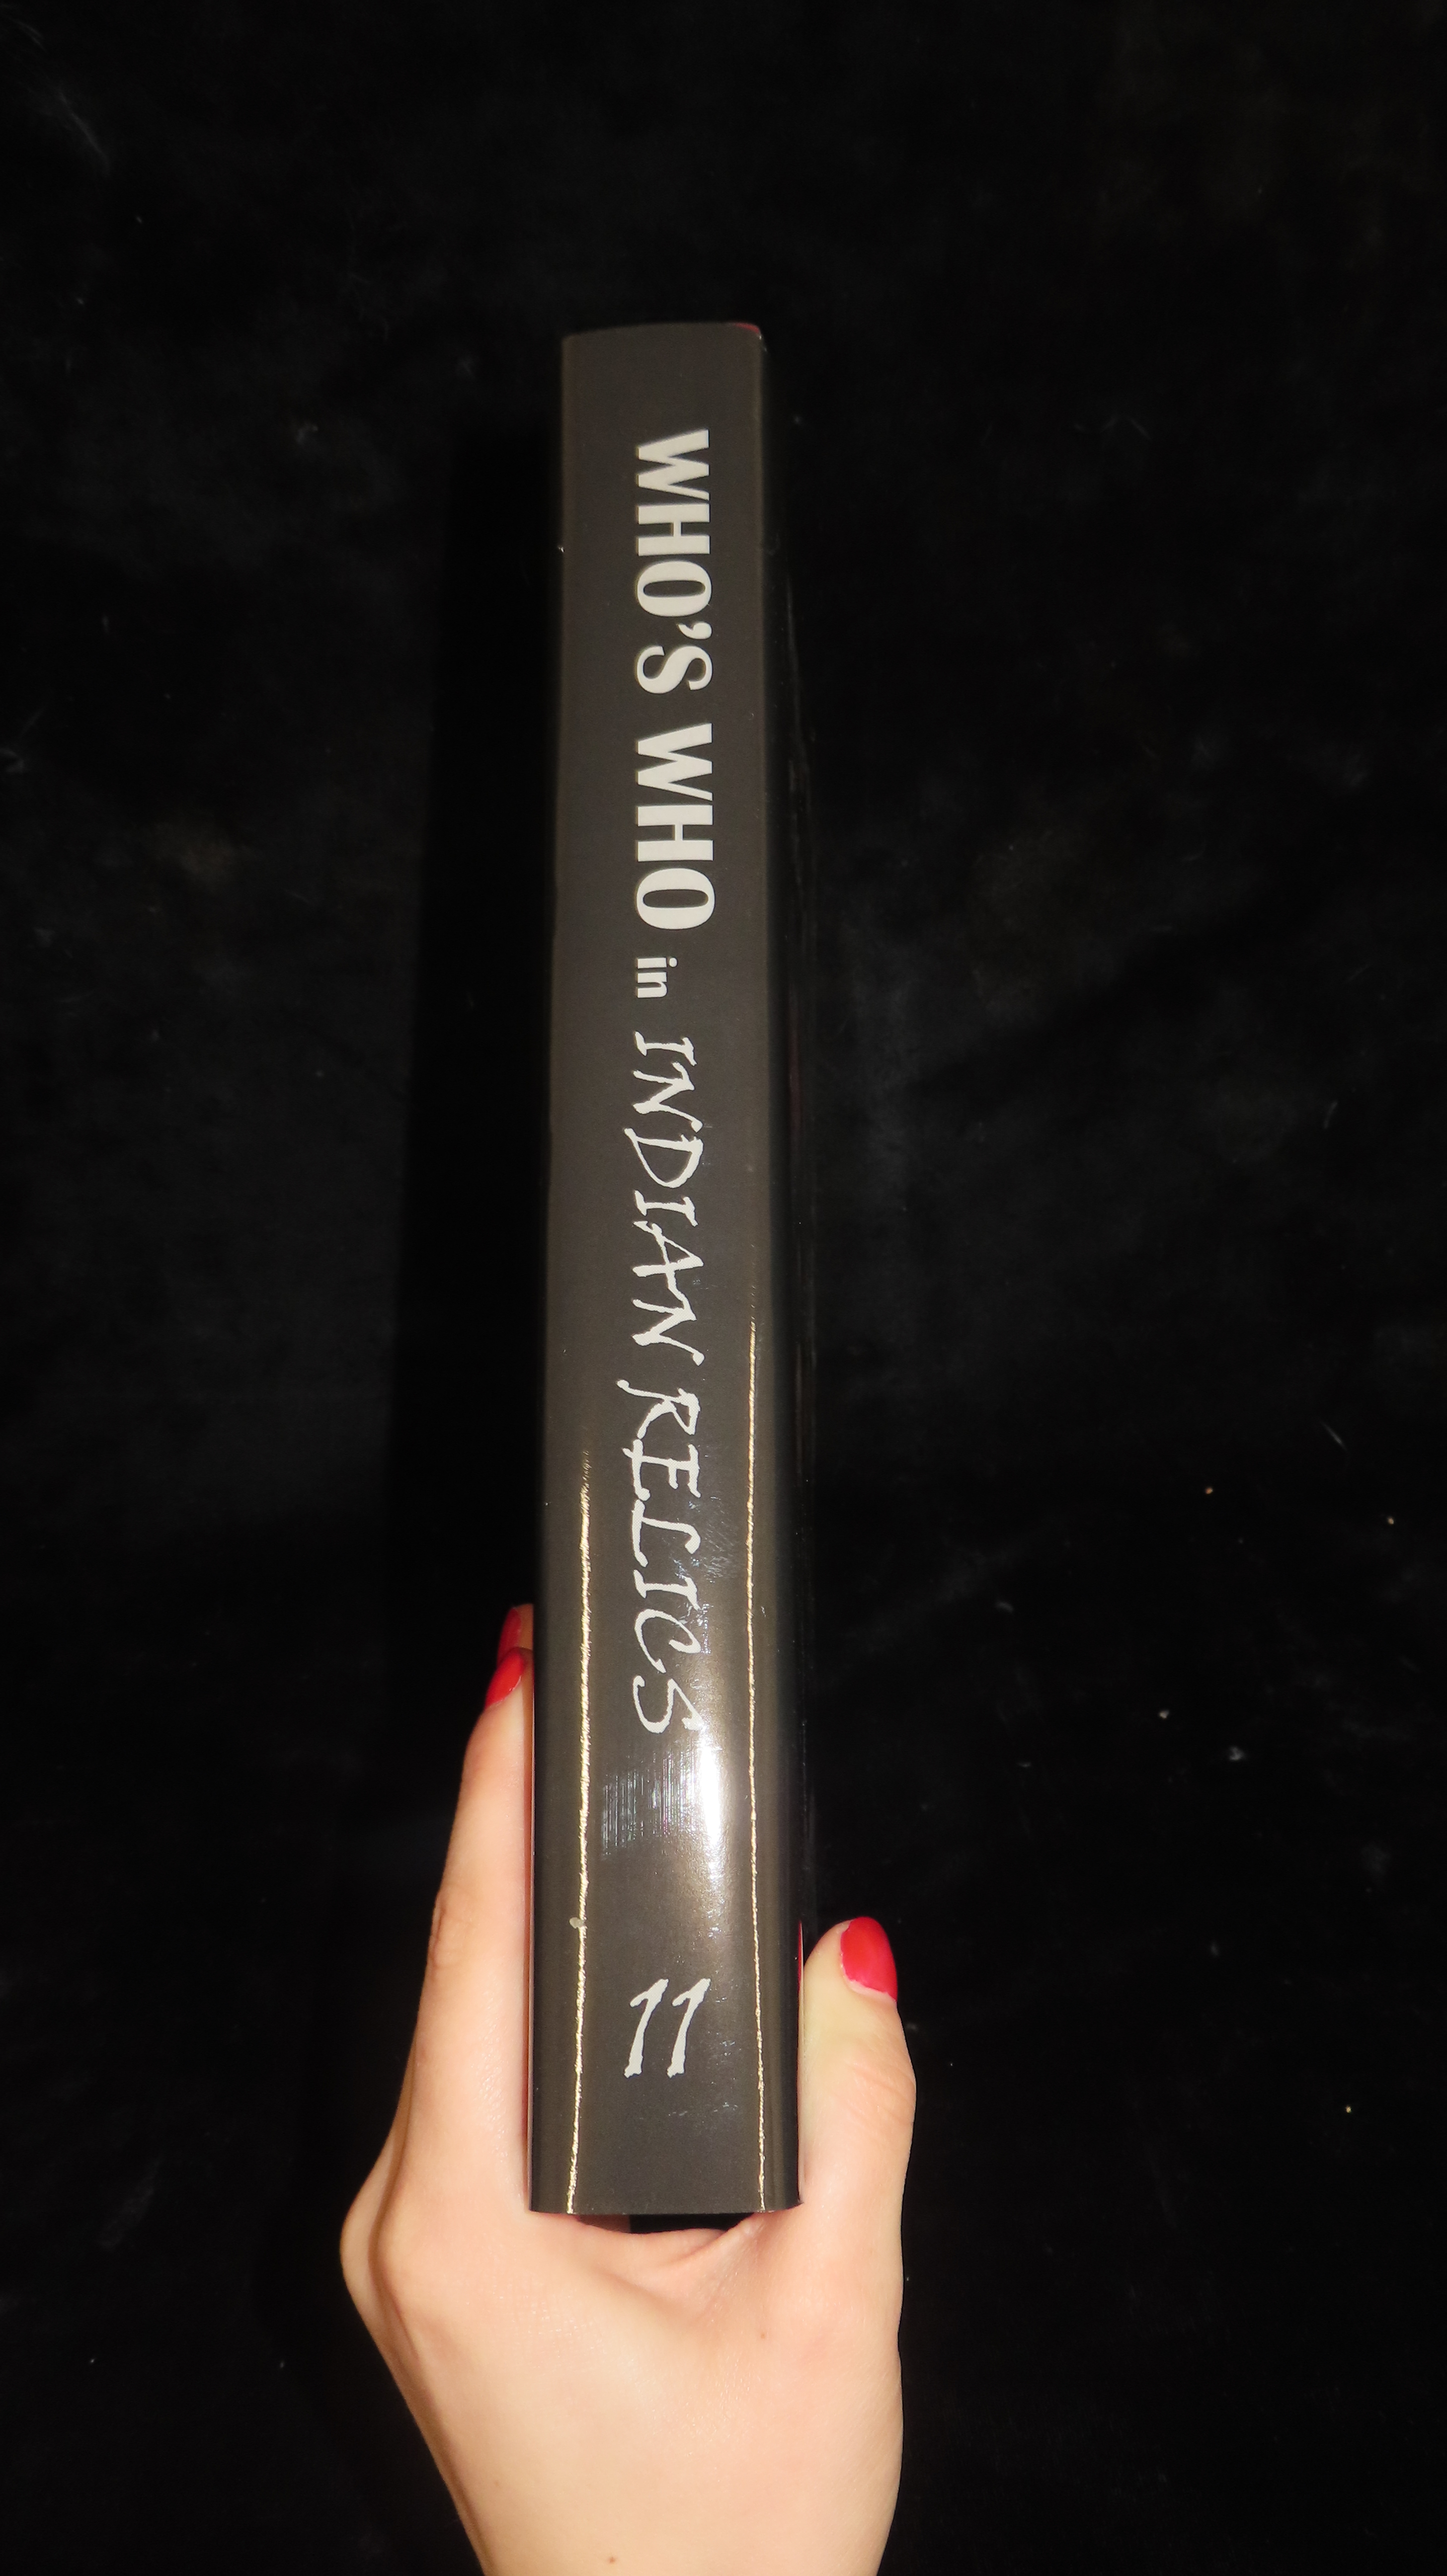 WHO'S WHO in INDIAN RELICS 11